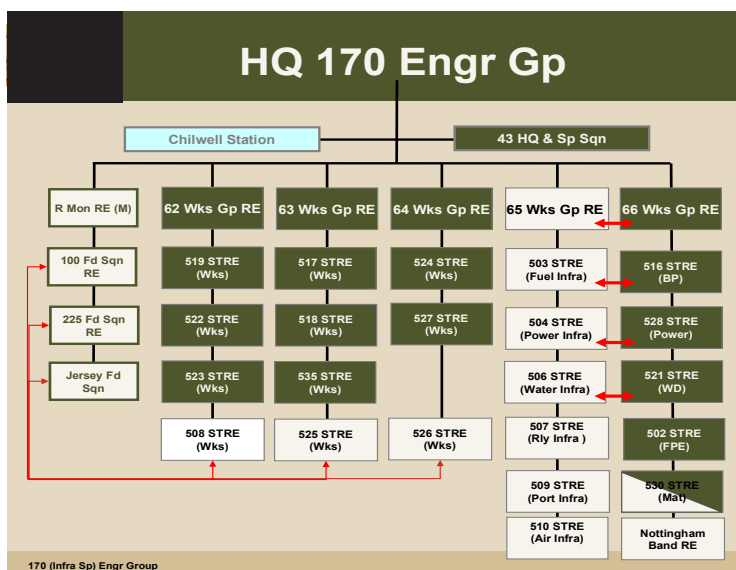 HQ 170 Engr Gp
Chilwell Station
43 HQ & Sp Sqn
R Mon RE (M)
62 Wks Gp RE
63 Wks Gp RE
64 Wks Gp RE
65 Wks Gp RE
66 Wks Gp RE
100 Fd Sqn
RE
519 STRE
(Wks)
517 STRE
(Wks)
524 STRE
(Wks)
503 STRE
(Fuel Infra)
516 STRE
(BP)
225 Fd Sqn
RE
522 STRE
(Wks)
518 STRE
(Wks)
527 STRE
(Wks)
504 STRE
(Power Infra)
528 STRE
(Power)
Jersey Fd
Sqn
523 STRE
(Wks)
535 STRE
(Wks)
506 STRE
(Water Infra)
521 STRE
(WD)
508 STRE
(Wks)
525 STRE
(Wks)
526 STRE
(Wks)
507 STRE
(Rly Infra )
502 STRE
(FPE)
509 STRE
(Port Infra)
530 STRE
(Mat)
510 STRE
(Air Infra)
Nottingham
Band RE
170 (Infra Sp) Engr Group